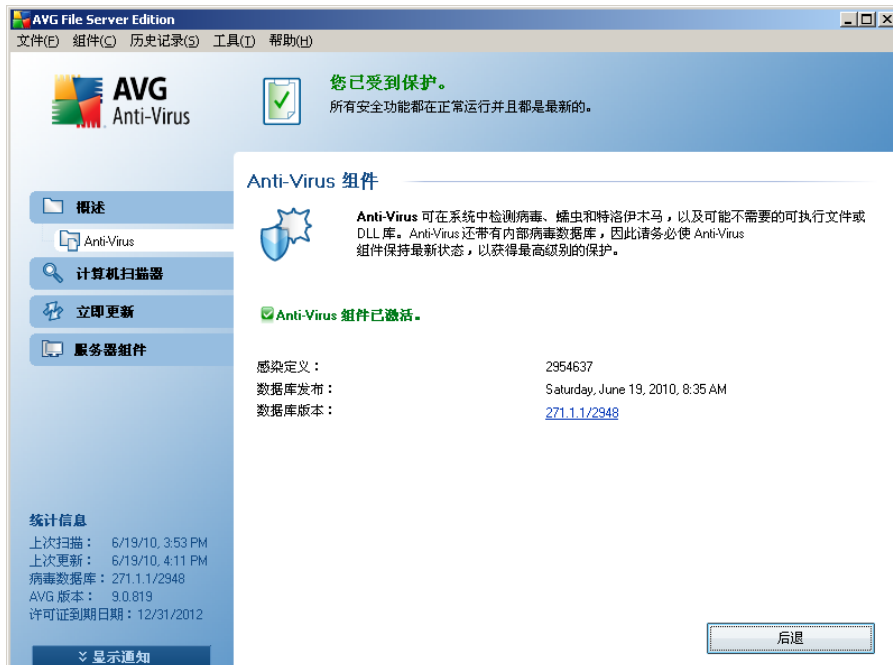 AVG File Server Edition
文件(F) 组件(C) 历史记录(S) 工具(T) 帮助(H)
AVG
Anti-Virus
您已受到保护。
所有安全功能都在正常运行并且都是最新的。
概述
Anti-Virus
计算机扫描器
立即更新
服务器组件
Anti-Virus 组件
Anti-Virus 可在系统中检测病毒、蠕虫和特洛伊木马，以及可能不需要的可执行文件或
DLL 库。Anti-Virus 还带有内部病毒数据库，因此请务必使 Anti-Virus
组件保持最新状态，以获得最高级别的保护。
Anti-Virus 组件已激活。
感染定义： 2954637
数据库发布： Saturday, June 19, 2010, 8:35 AM
数据库版本： 271.1.1/2948
统计信息
上次扫描： 6/19/10, 3:53 PM
上次更新： 6/19/10, 4:11 PM
病毒数据库：271.1.1/2948
AVG 版本： 9.0.819
许可证到期日期：12/31/2012
显示通知
后退